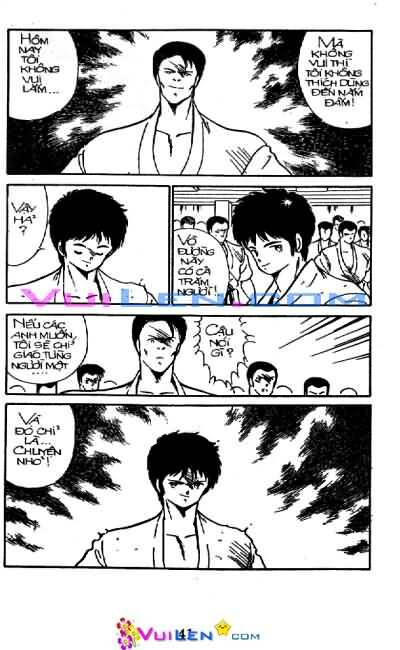 HÔM
NAY
TÔI
KHÔNG
VUI
LẮM...
MÀ
KHÔNG
VUI THÌ
TÔI KHÔNG
THÍCH DÙNG
ĐẾN NẮM
ĐẤM!
VẬY
HẢ
?
VÕ
ĐƯỜNG
NÀY
CÓ CẢ
TRĂM
NGƯỜI!
VUILEN.COM
NẾU CÁC
ANH MUỐN,
TÔI SẼ CHỈ
GIÁO TỪNG
NGƯỜI MỘT
....
CẬU
NÓI
GÌ?
VÀ
ĐÓ CHỈ
LÀ...
CHUYỆN
NHỎ!
41
VUILEN.COM